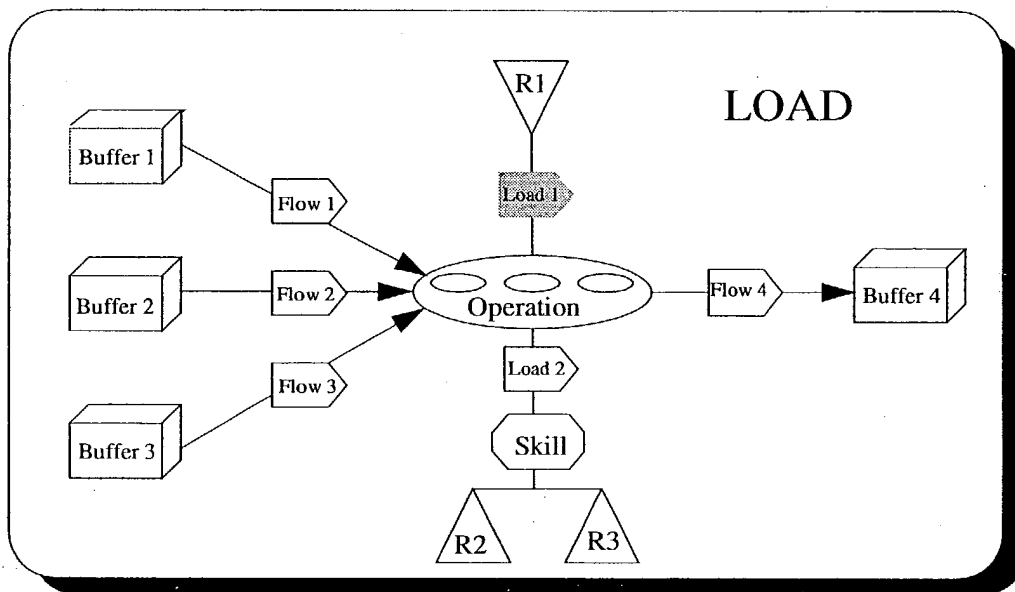 R1
LOAD
Buffer 1
Load 1
Flow 1
Buffer 2
Flow 2
Operation
Flow 4
Buffer 4
Load 2
Flow 3
Buffer 3
Skill
R2
R3